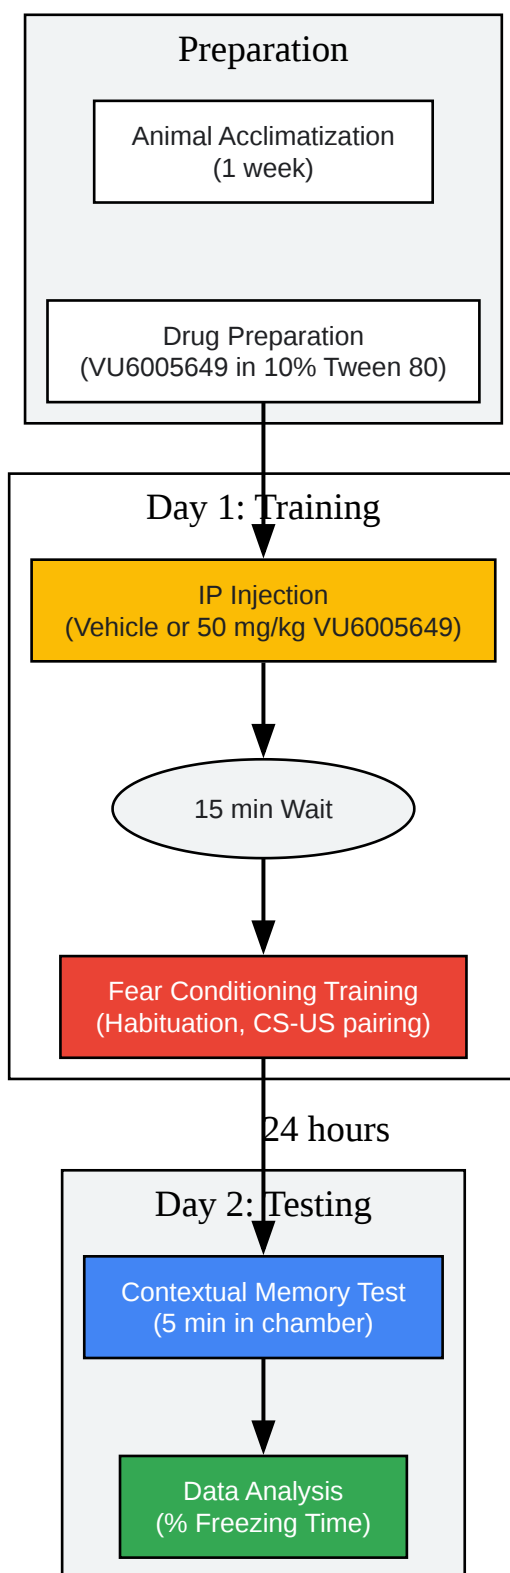 Preparation
Animal Acclimatization
(1 week)
Drug Preparation
(VU6005649 in 10% Tween 80)
Day 1: Training
IP Injection
(Vehicle or 50 mg/kg VU6005649)
15 min Wait
Fear Conditioning Training
(Habituation, CS-US pairing)
24 hours
Day 2: Testing
Contextual Memory Test
(5 min in chamber)
Data Analysis
(% Freezing Time)